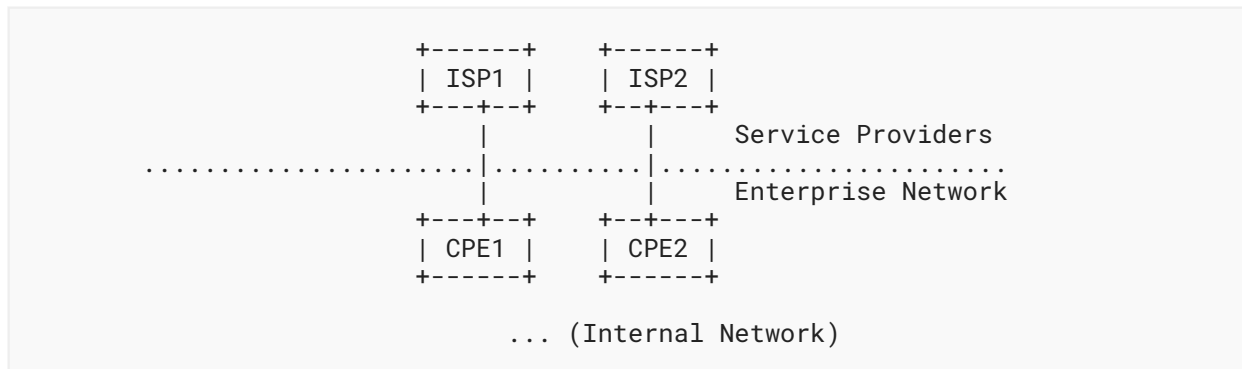 +------+    +------+
| ISP1 |    | ISP2 |
+---+--+    +--+---+
|          |     Service Providers
......................|..........|.......................
|          |     Enterprise Network
+---+--+    +--+---+
| CPE1 |    | CPE2 |
+------+    +------+
... (Internal Network)